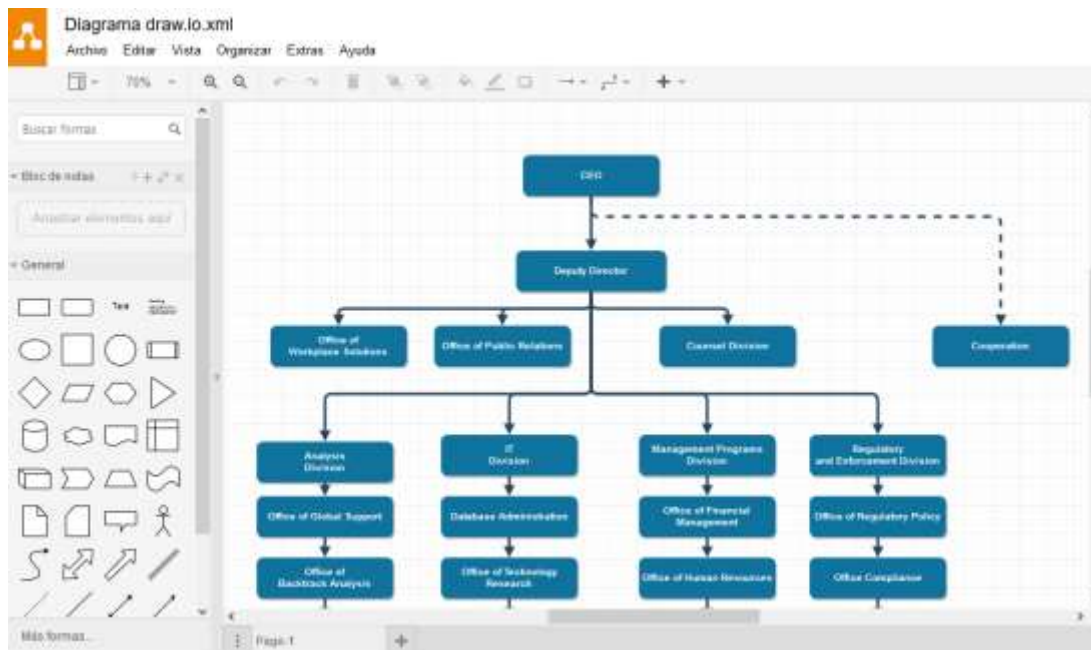 Diagrama draw.io.xml
Archivo Editar Vista Organizar Extras Ayuda
70%
Buscar formas
Bloc de notas
Arrastrar elementos aquí
General
Text
CEO
Deputy Director
Office of
Workplace Solutions
Office of Public Relations
Counsel Division
Cooperation
Analysis
Division
IT
Division
Management Programs
Division
Regulatory
and Enforcement Division
Office of Global Support
Database Administration
Office of Financial
Management
Office of Regulatory Policy
Office of
Backtrack Analysis
Office of Technology
Research
Office of Human Resources
Office Compliance
Más formas...
Página-1